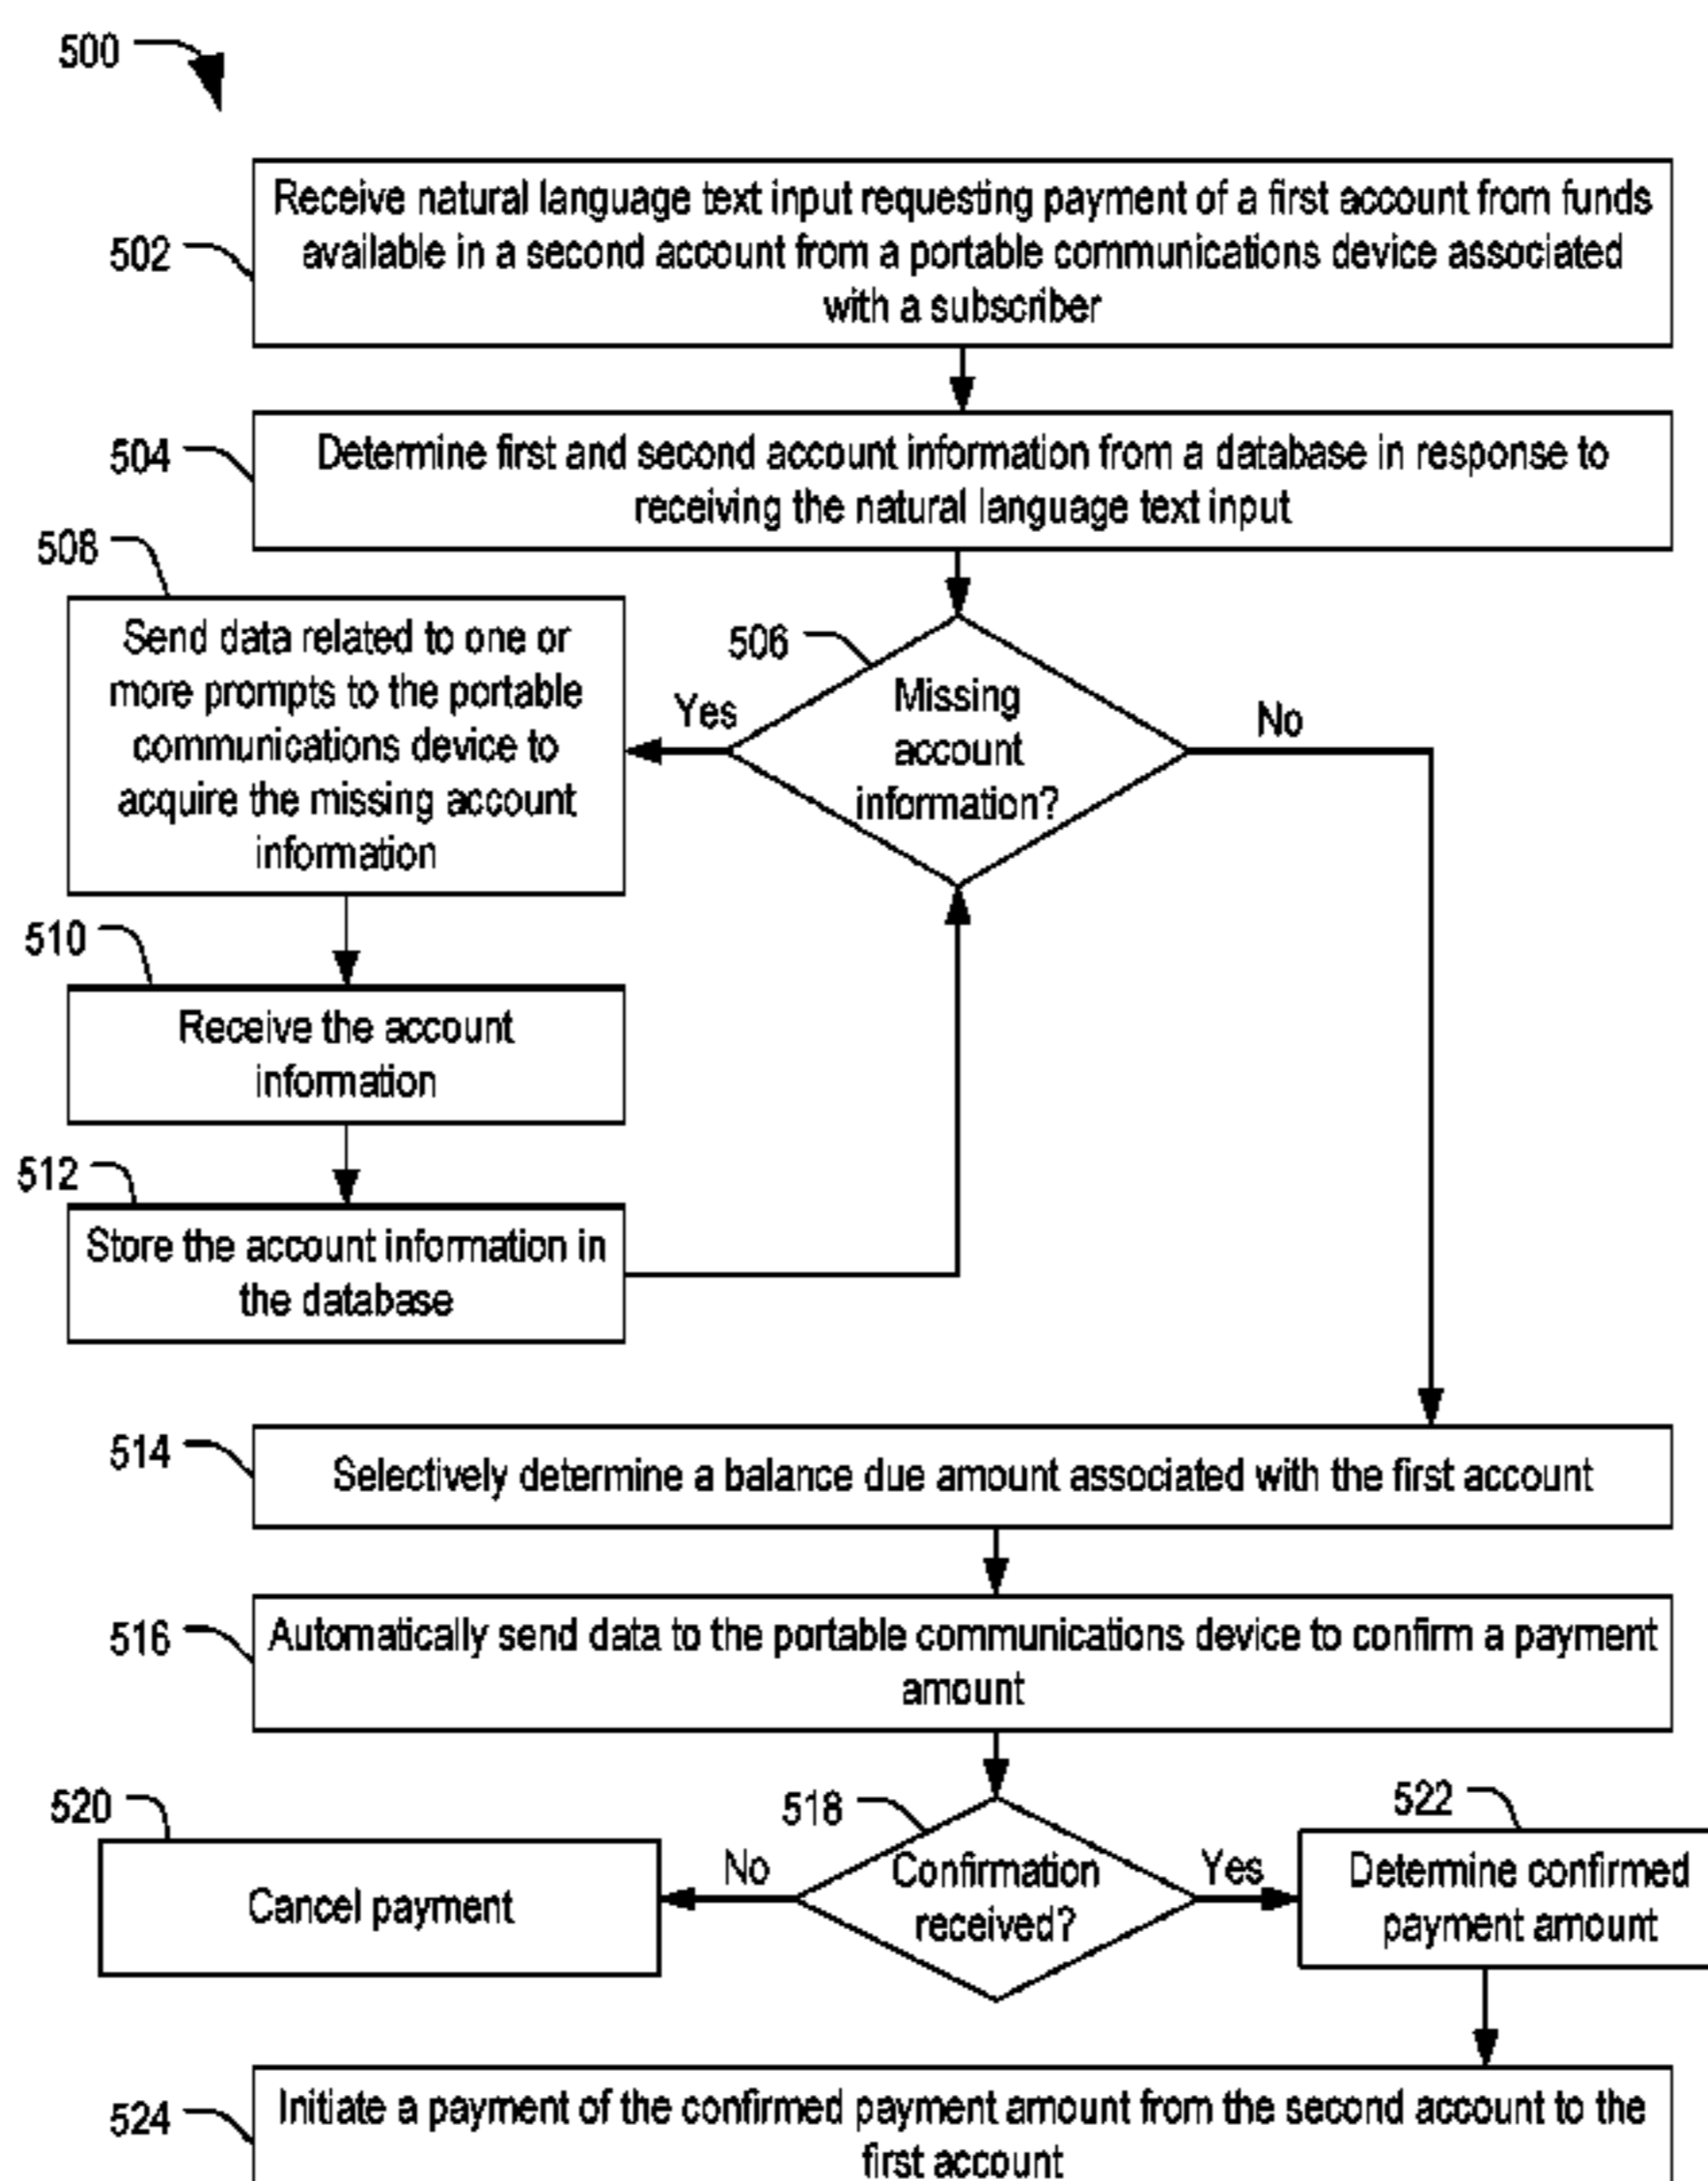 500
502
Receive natural language text input requesting payment of a first account from funds
available in a second account from a portable communications device associated
with a subscriber
504
Determine first and second account information from a database in response to
receiving the natural language text input
506
Missing
account
information?
Yes
No
508
Send data related to one or
more prompts to the portable
communications device to
acquire the missing account
information
510
Receive the account
information
512
Store the account information in
the database
514
Selectively determine a balance due amount associated with the first account
516
Automatically send data to the portable communications device to confirm a payment
amount
518
Confirmation
received?
No
Yes
520
Cancel payment
522
Determine confirmed
payment amount
524
Initiate a payment of the confirmed payment amount from the second account to the
first account